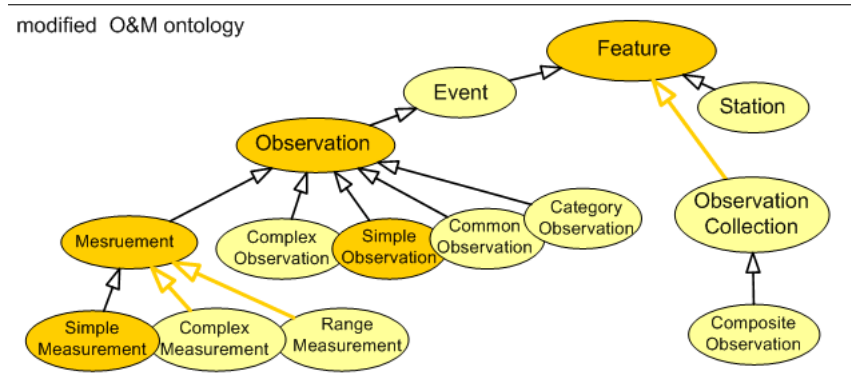 modified O&M ontology
Feature
Event
Station
Observation
Observation
Collection
Mesruement
Complex
Observation
Simple
Observation
Common
Observation
Category
Observation
Simple
Measurement
Complex
Measurement
Range
Measurement
Composite
Observation